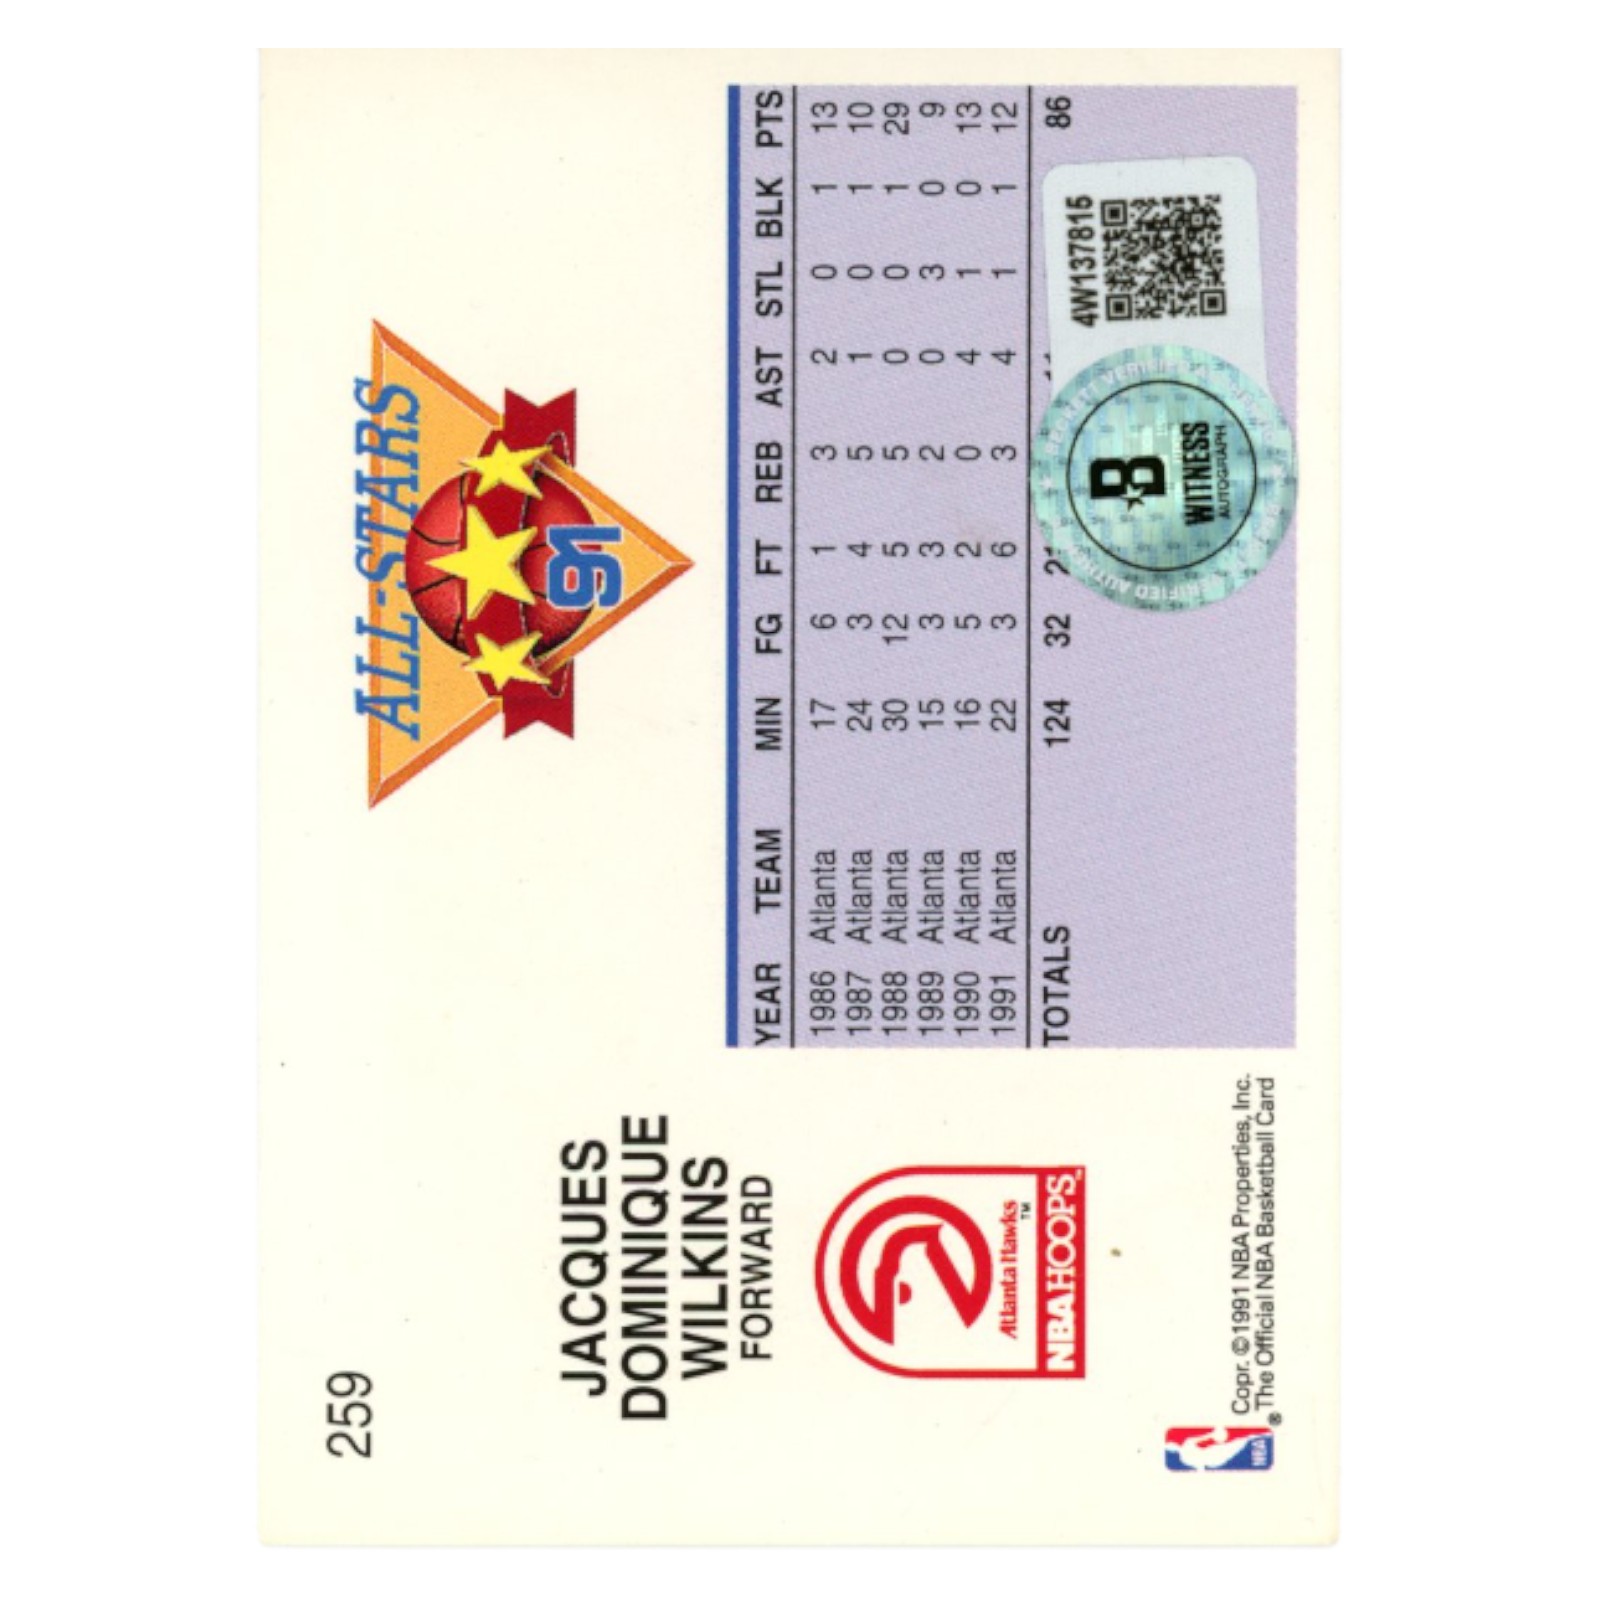 259
ALL-STARS
91
JACQUES
DOMINIQUE
WILKINS
FORWARD
Atlanta Hawks
TM
NBA HOOPS
YEAR TEAM MIN FG FT REB AST STL BLK PTS
1986 Atlanta 17 6 1 3 2 0 1 13
1987 Atlanta 24 3 4 5 1 0 1 10
1988 Atlanta 30 12 5 5 0 0 1 29
1989 Atlanta 15 3 3 2 0 3 0 9
1990 Atlanta 16 5 2 0 4 1 0 13
1991 Atlanta 22 3 6 3 4 1 1 12
TOTALS 124 32 21 86
4W137815
B
WITNESS
AUTOGRAPH
NBA
®
Copr. ©1991 NBA Properties, Inc.
The Official NBA Basketball Card